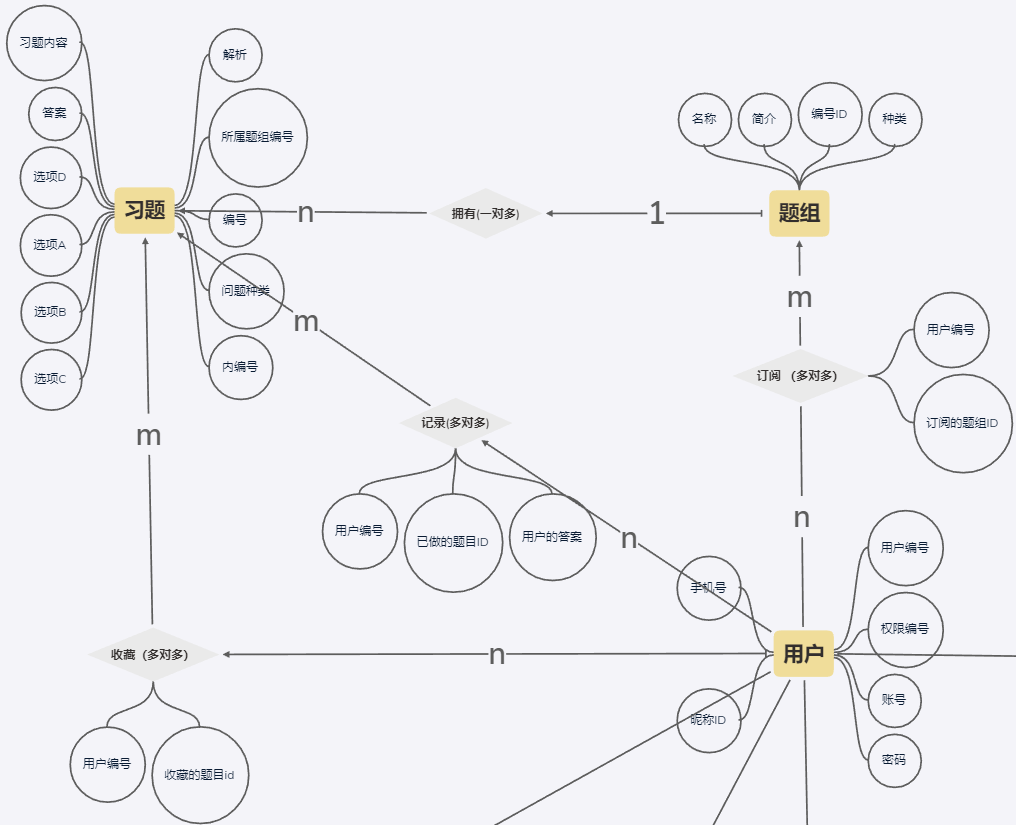 习题内容
解析
答案
所属题组编号
选项D
习题
编号
选项A
问题种类
选项B
内编号
选项C
n
拥有(一对多)
1
名称
简介
编号ID
种类
题组
m
订阅 (多对多)
用户编号
订阅的题组ID
n
m
记录(多对多)
用户编号
已做的题目ID
用户的答案
n
m
收藏 (多对多)
用户编号
收藏的题目id
n
手机号
昵称ID
用户
用户编号
权限编号
账号
密码